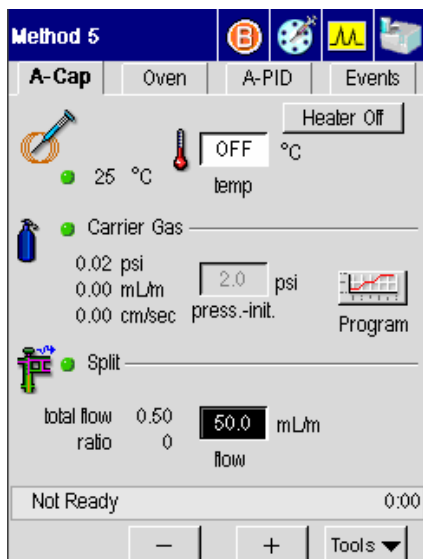 Method 5
B
A-Cap Oven A-PID Events
Heater Off
OFF °C
25 °C
temp
Carrier Gas
0.02 psi
0.00 mL/m 2.0 psi
0.00 cm/sec press.-init.
Program
Split
total flow 0.50 50.0 mL/m
ratio 0
flow
Not Ready 0:00
− + Tools